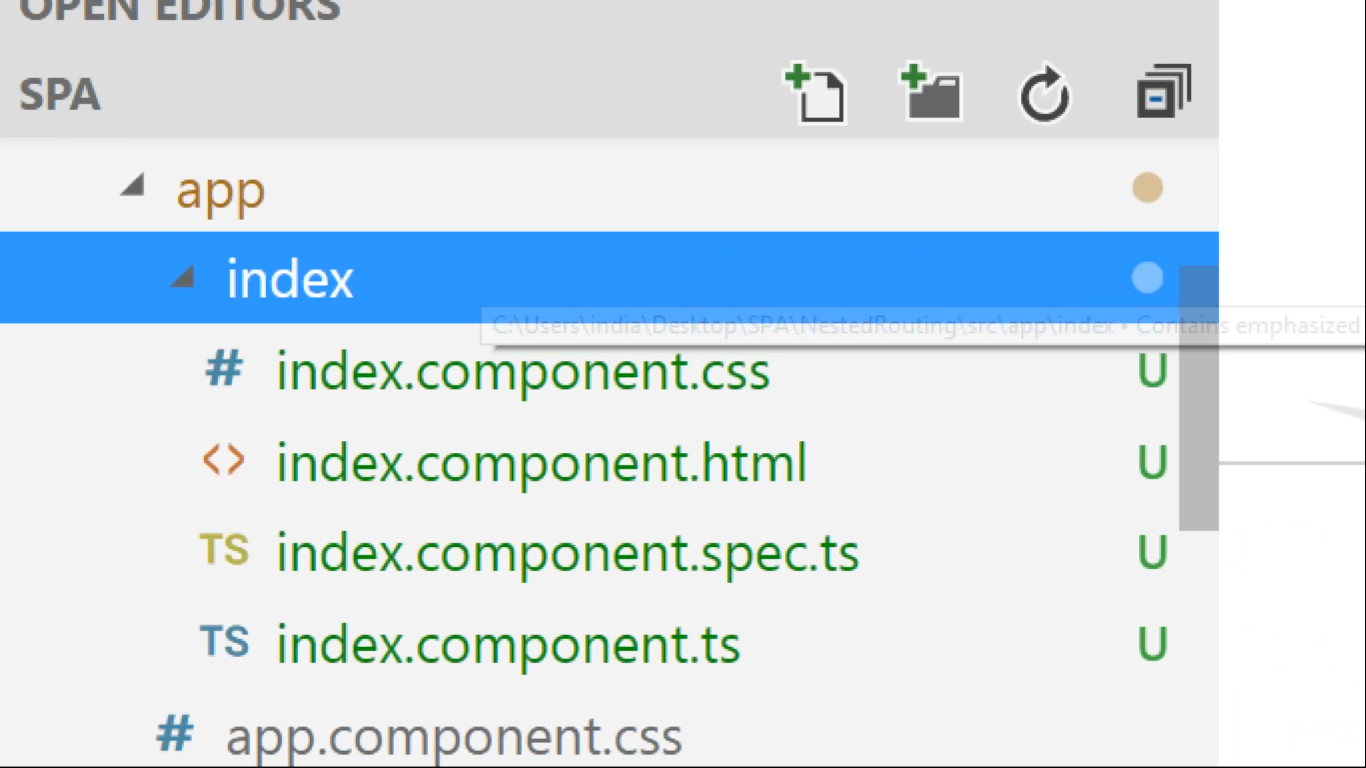 OPEN EDITORS
SPA
app
index
C:\Users\india\Desktop\SPA\NestedRouting\src\app\index • Contains emphasized
# index.component.css U
<> index.component.html U
TS index.component.spec.ts U
TS index.component.ts U
# app.component.css